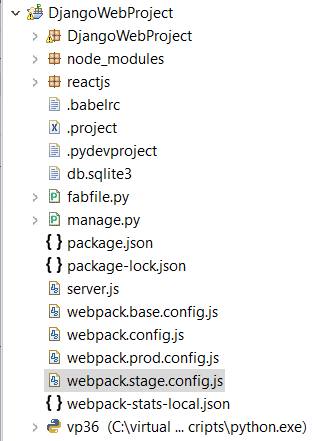 DjangoWebProject
DjangoWebProject
node_modules
reactjs
.babelrc
.project
.pydevproject
db.sqlite3
fabfile.py
manage.py
package.json
package-lock.json
server.js
webpack.base.config.js
webpack.config.js
webpack.prod.config.js
webpack.stage.config.js
webpack-stats-local.json
vp36 (C:\virtual ... cripts\python.exe)